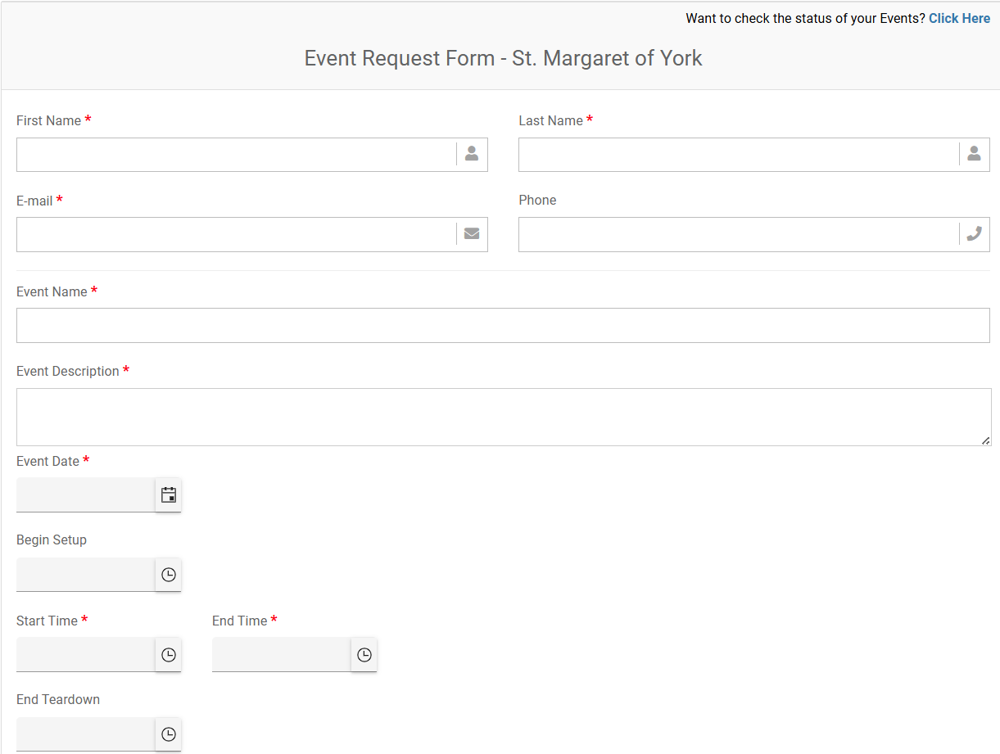 Want to check the status of your Events? Click Here
Event Request Form - St. Margaret of York
First Name *
Last Name *
E-mail *
Phone
Event Name *
Event Description *
Event Date *
Begin Setup
Start Time *
End Time *
End Teardown